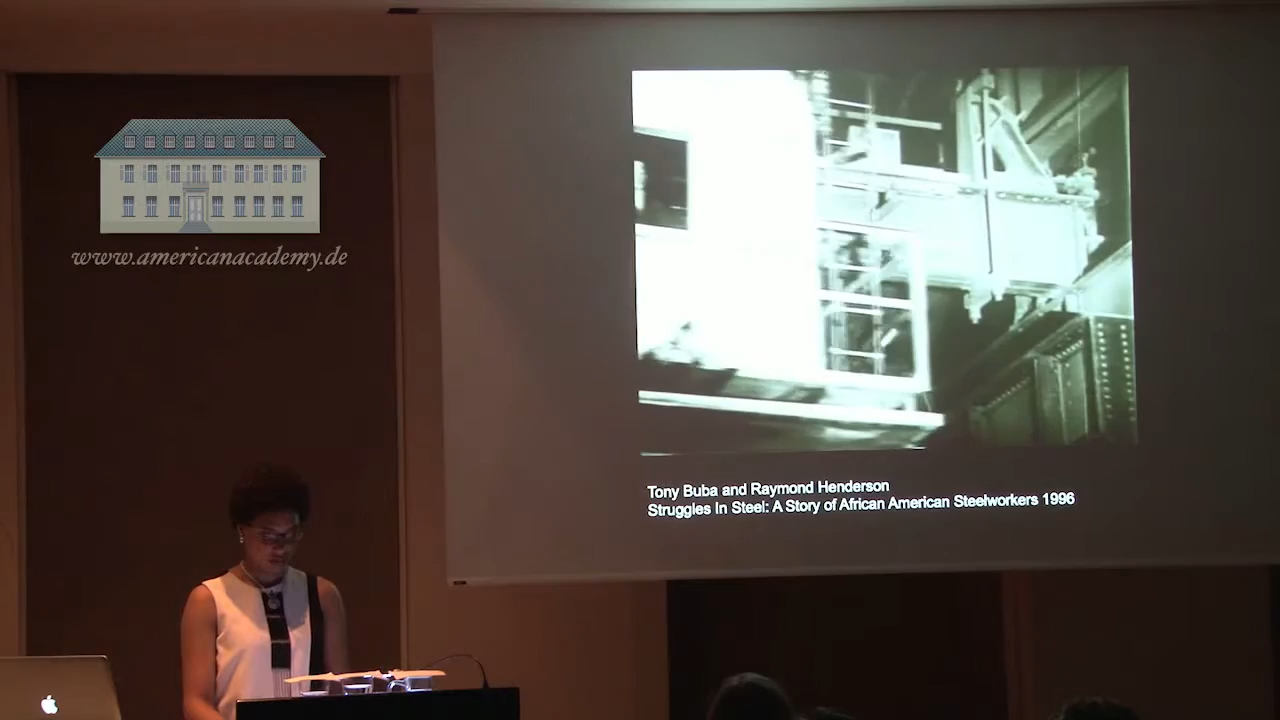 www.americanacademy.de
Tony Buba and Raymond Henderson
Struggles In Steel: A Story of African American Steelworkers 1996